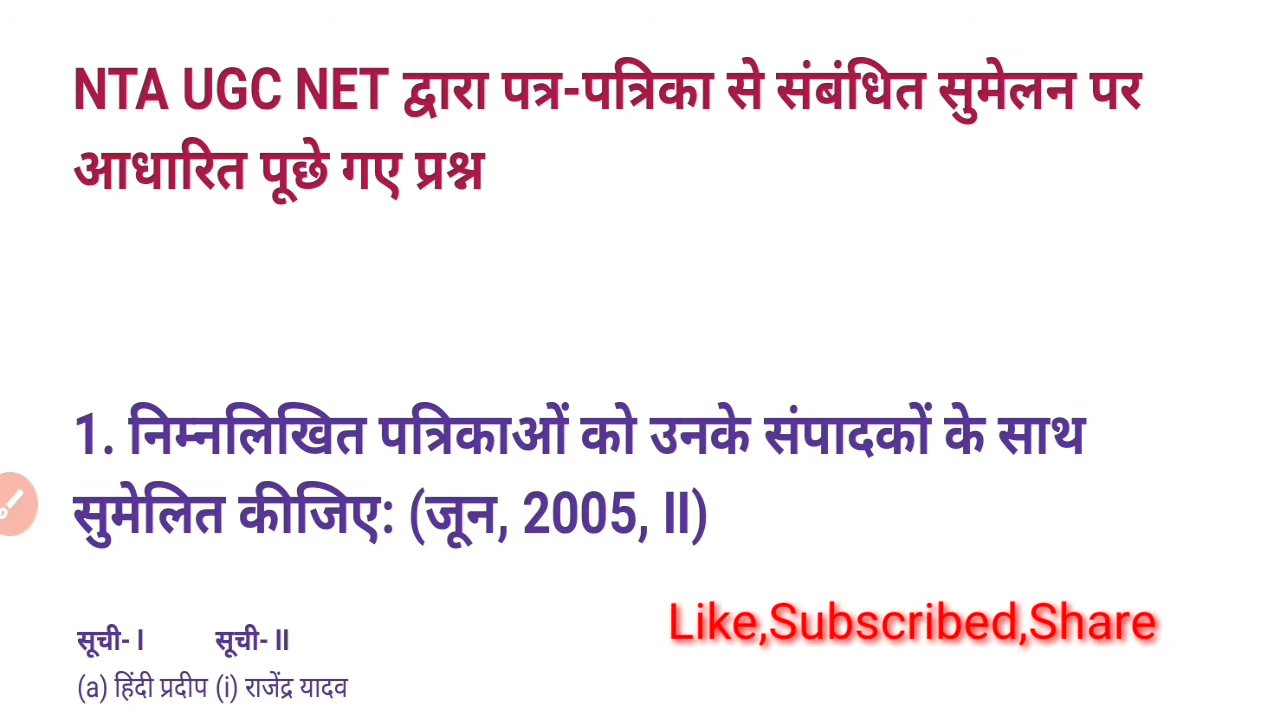 NTA UGC NET द्वारा पत्र-पत्रिका से संबंधित सुमेलन पर
आधारित पूछे गए प्रश्न
1. निम्नलिखित पत्रिकाओं को उनके संपादकों के साथ
सुमेलित कीजिए: (जून, 2005, II)
Like,Subscribed,Share
सूची- I सूची- II
(a) हिंदी प्रदीप (i) राजेंद्र यादव